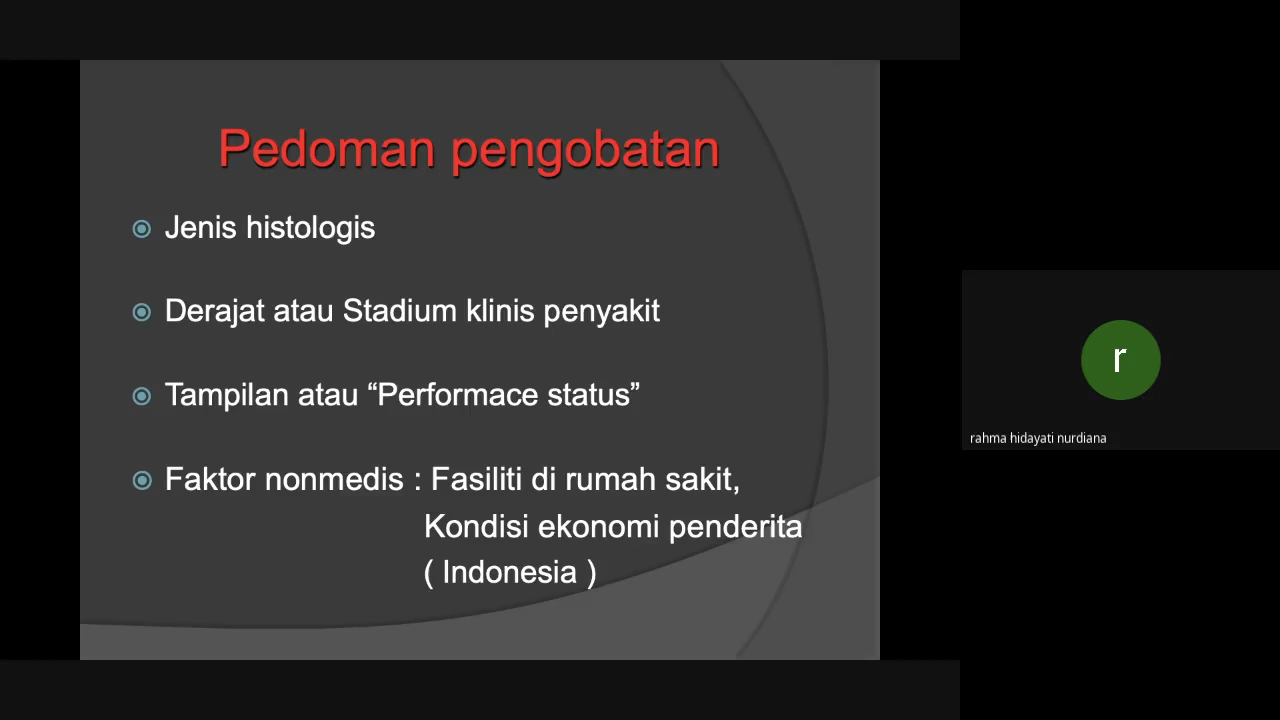 Pedoman pengobatan
Jenis histologis
Derajat atau Stadium klinis penyakit
Tampilan atau “Performace status”
Faktor nonmedis : Fasiliti di rumah sakit,
Kondisi ekonomi penderita
( Indonesia )
r
rahma hidayati nurdiana